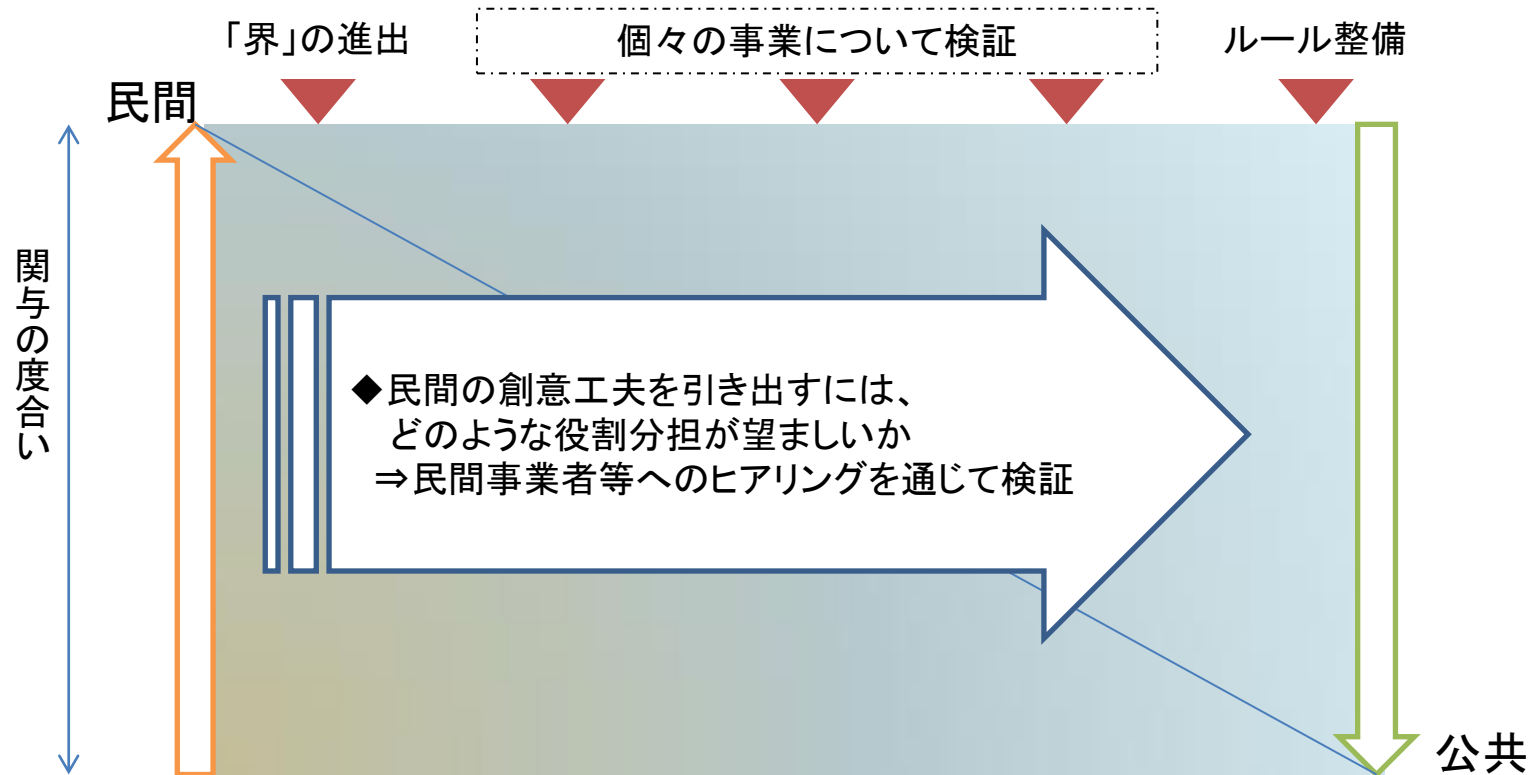 「界」の進出
個々の事業について検証
ルール整備
民間
関与の度合い
◆民間の創意工夫を引き出すには、
どのような役割分担が望ましいか
⇒民間事業者等へのヒアリングを通じて検証
公共